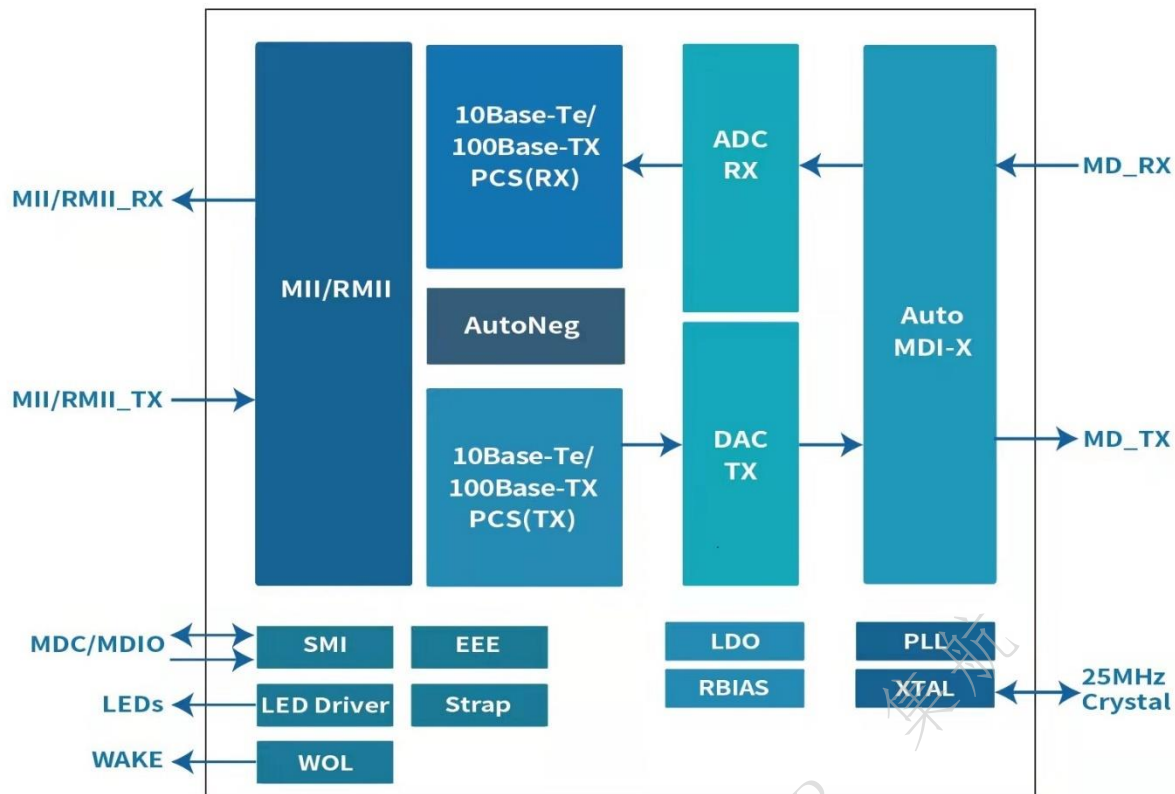 10Base-Te/
100Base-TX
PCS(RX)
ADC
RX
MD_RX
MII/RMII_RX
MII/RMII
AutoNeg
Auto
MDI-X
MII/RMII_TX
DAC
TX
MD_TX
10Base-Te/
100Base-TX
PCS(TX)
MDC/MDIO
SMI
EEE
LDO
PLL
LEDs
LED Driver
Strap
RBIAS
XTAL
25MHz
Crystal
WAKE
WOL
集航